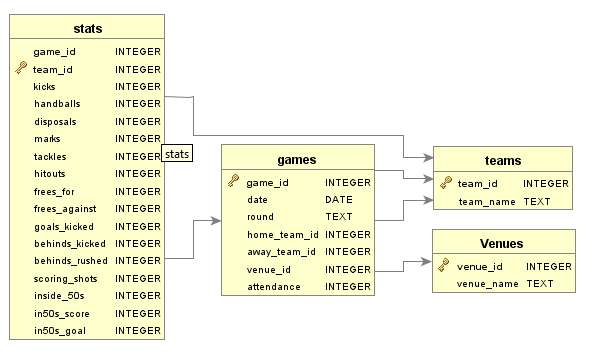 stats
game_id INTEGER
team_id INTEGER
kicks INTEGER
handballs INTEGER
disposals INTEGER
marks INTEGER
tackles INTEGER
hitouts INTEGER
frees_for INTEGER
frees_against INTEGER
goals_kicked INTEGER
behinds_kicked INTEGER
behinds_rushed INTEGER
scoring_shots INTEGER
inside_50s INTEGER
in50s_score INTEGER
in50s_goal INTEGER
stats
games
game_id INTEGER
date DATE
round TEXT
home_team_id INTEGER
away_team_id INTEGER
venue_id INTEGER
attendance INTEGER
teams
team_id INTEGER
team_name TEXT
Venues
venue_id INTEGER
venue_name TEXT